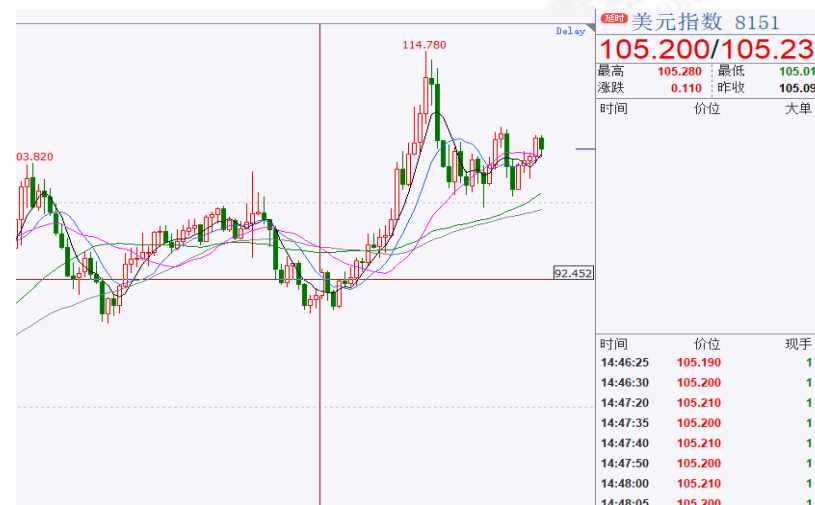 Delay
114.780
03.820
92.452
延时 美元指数 8151
105.200/105.23
最高 105.280 最低 105.01
涨跌 0.110 昨收 105.09
时间 价位 大单
时间 价位 现手
14:46:25 105.190 1
14:46:30 105.200 1
14:47:20 105.210 1
14:47:35 105.200 1
14:47:40 105.210 1
14:47:50 105.200 1
14:48:00 105.210 1
14:48:05 105.200 1